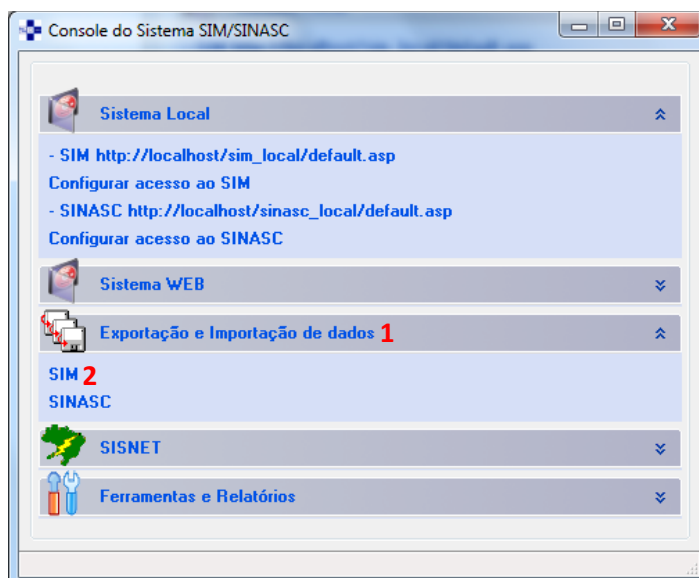 Console do Sistema SIM/SINASC
Sistema Local
- SIM http://localhost/sim_local/default.asp
Configurar acesso ao SIM
- SINASC http://localhost/sinasc_local/default.asp
Configurar acesso ao SINASC
Sistema WEB
Exportação e Importação de dados 1
SIM 2
SINASC
SISNET
Ferramentas e Relatórios